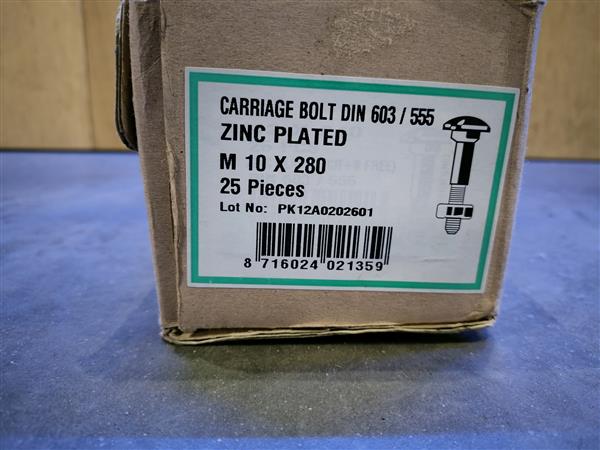 CARRIAGE BOLT DIN 603 / 555
ZINC PLATED
M 10 X 280
25 Pieces
Lot No: PK12A0202601
8 716024 021359